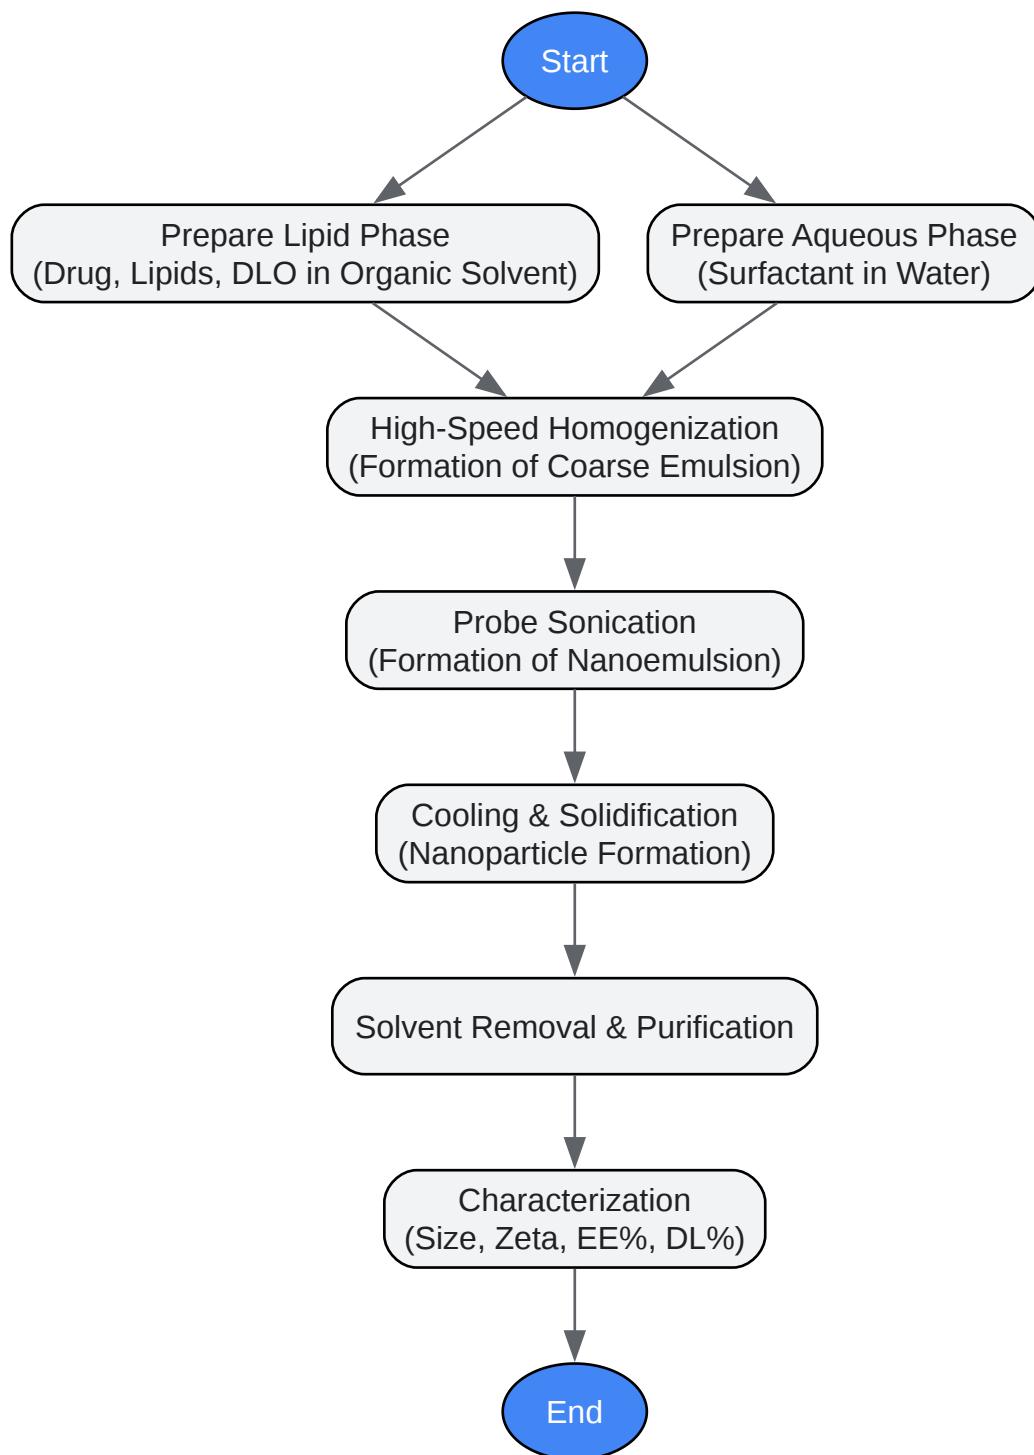 Start
Prepare Lipid Phase
(Drug, Lipids, DLO in Organic Solvent)
Prepare Aqueous Phase
(Surfactant in Water)
High-Speed Homogenization
(Formation of Coarse Emulsion)
Probe Sonication
(Formation of Nanoemulsion)
Cooling & Solidification
(Nanoparticle Formation)
Solvent Removal & Purification
Characterization
(Size, Zeta, EE%, DL%)
End